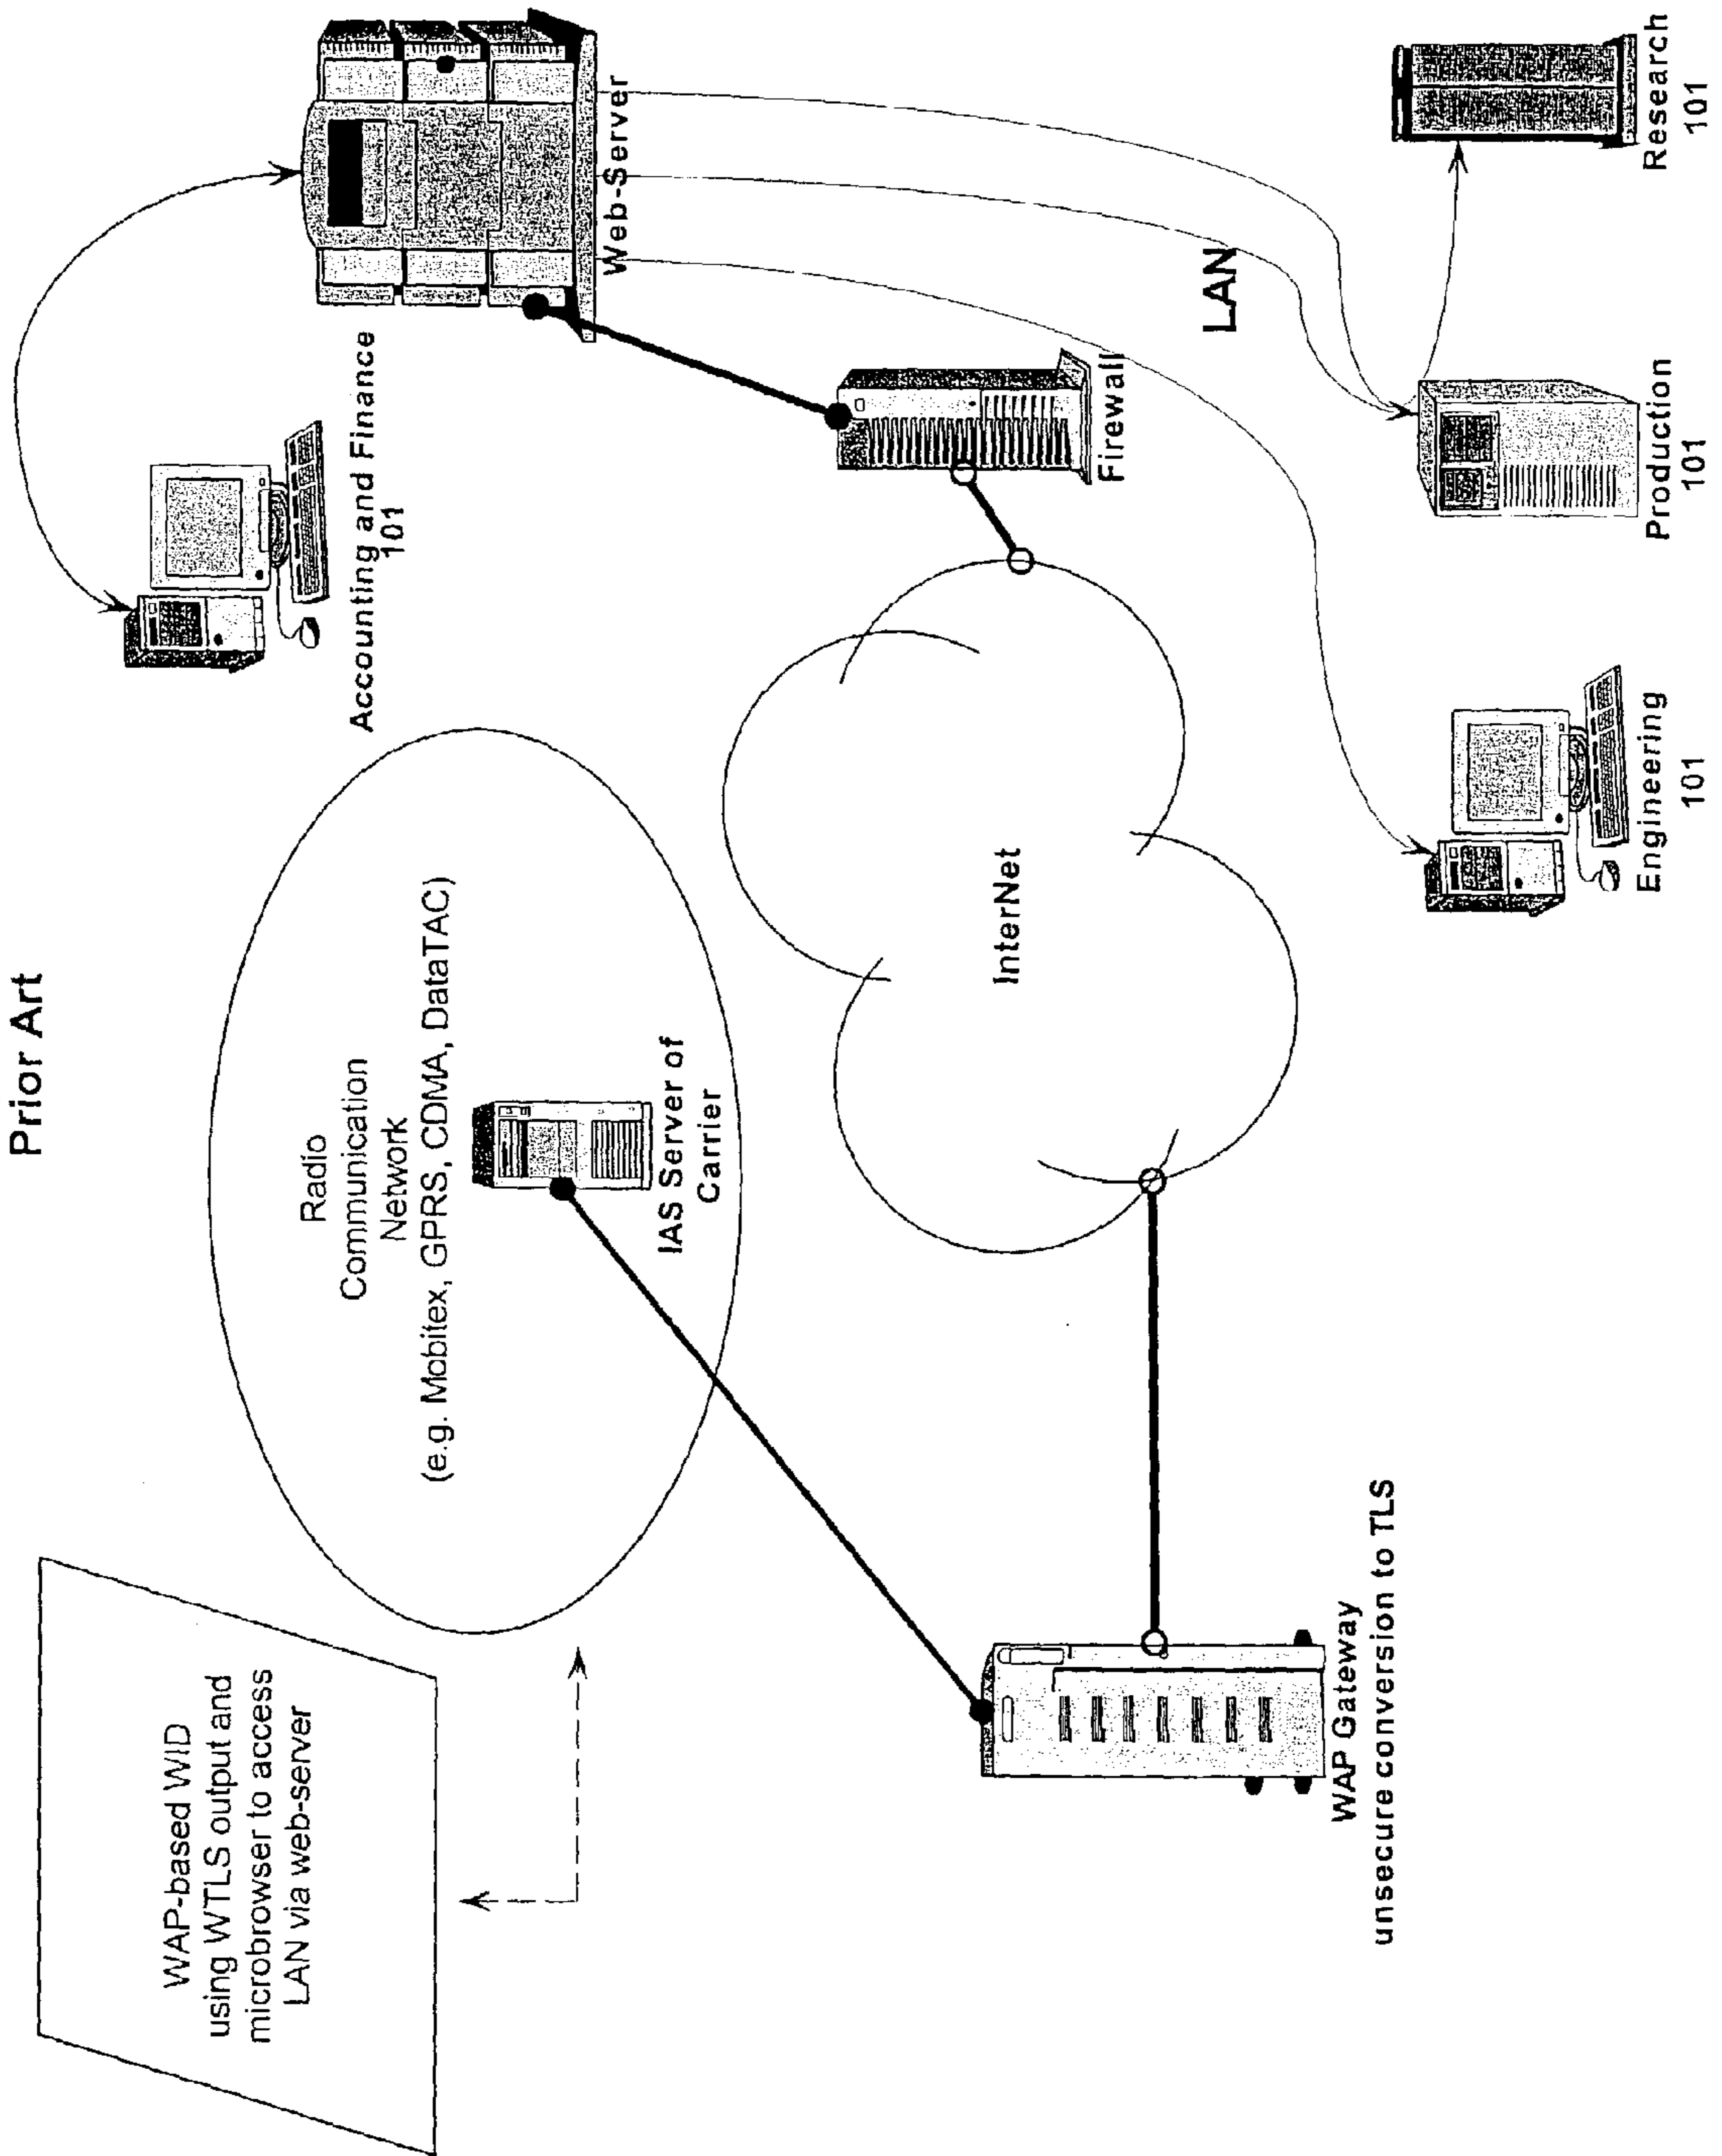 Prior Art
WAP-based WID
using WTLS output and
microbrowser to access
LAN via web-server
Radio
Communication
Network
(e.g. Mobitex, GPRS, CDMA, DataTAC)
IAS Server of
Carrier
Accounting and Finance
101
Web-Server
Firewall
InterNet
LAN
WAP Gateway
unsecure conversion to TLS
Engineering
101
Production
101
Research
101